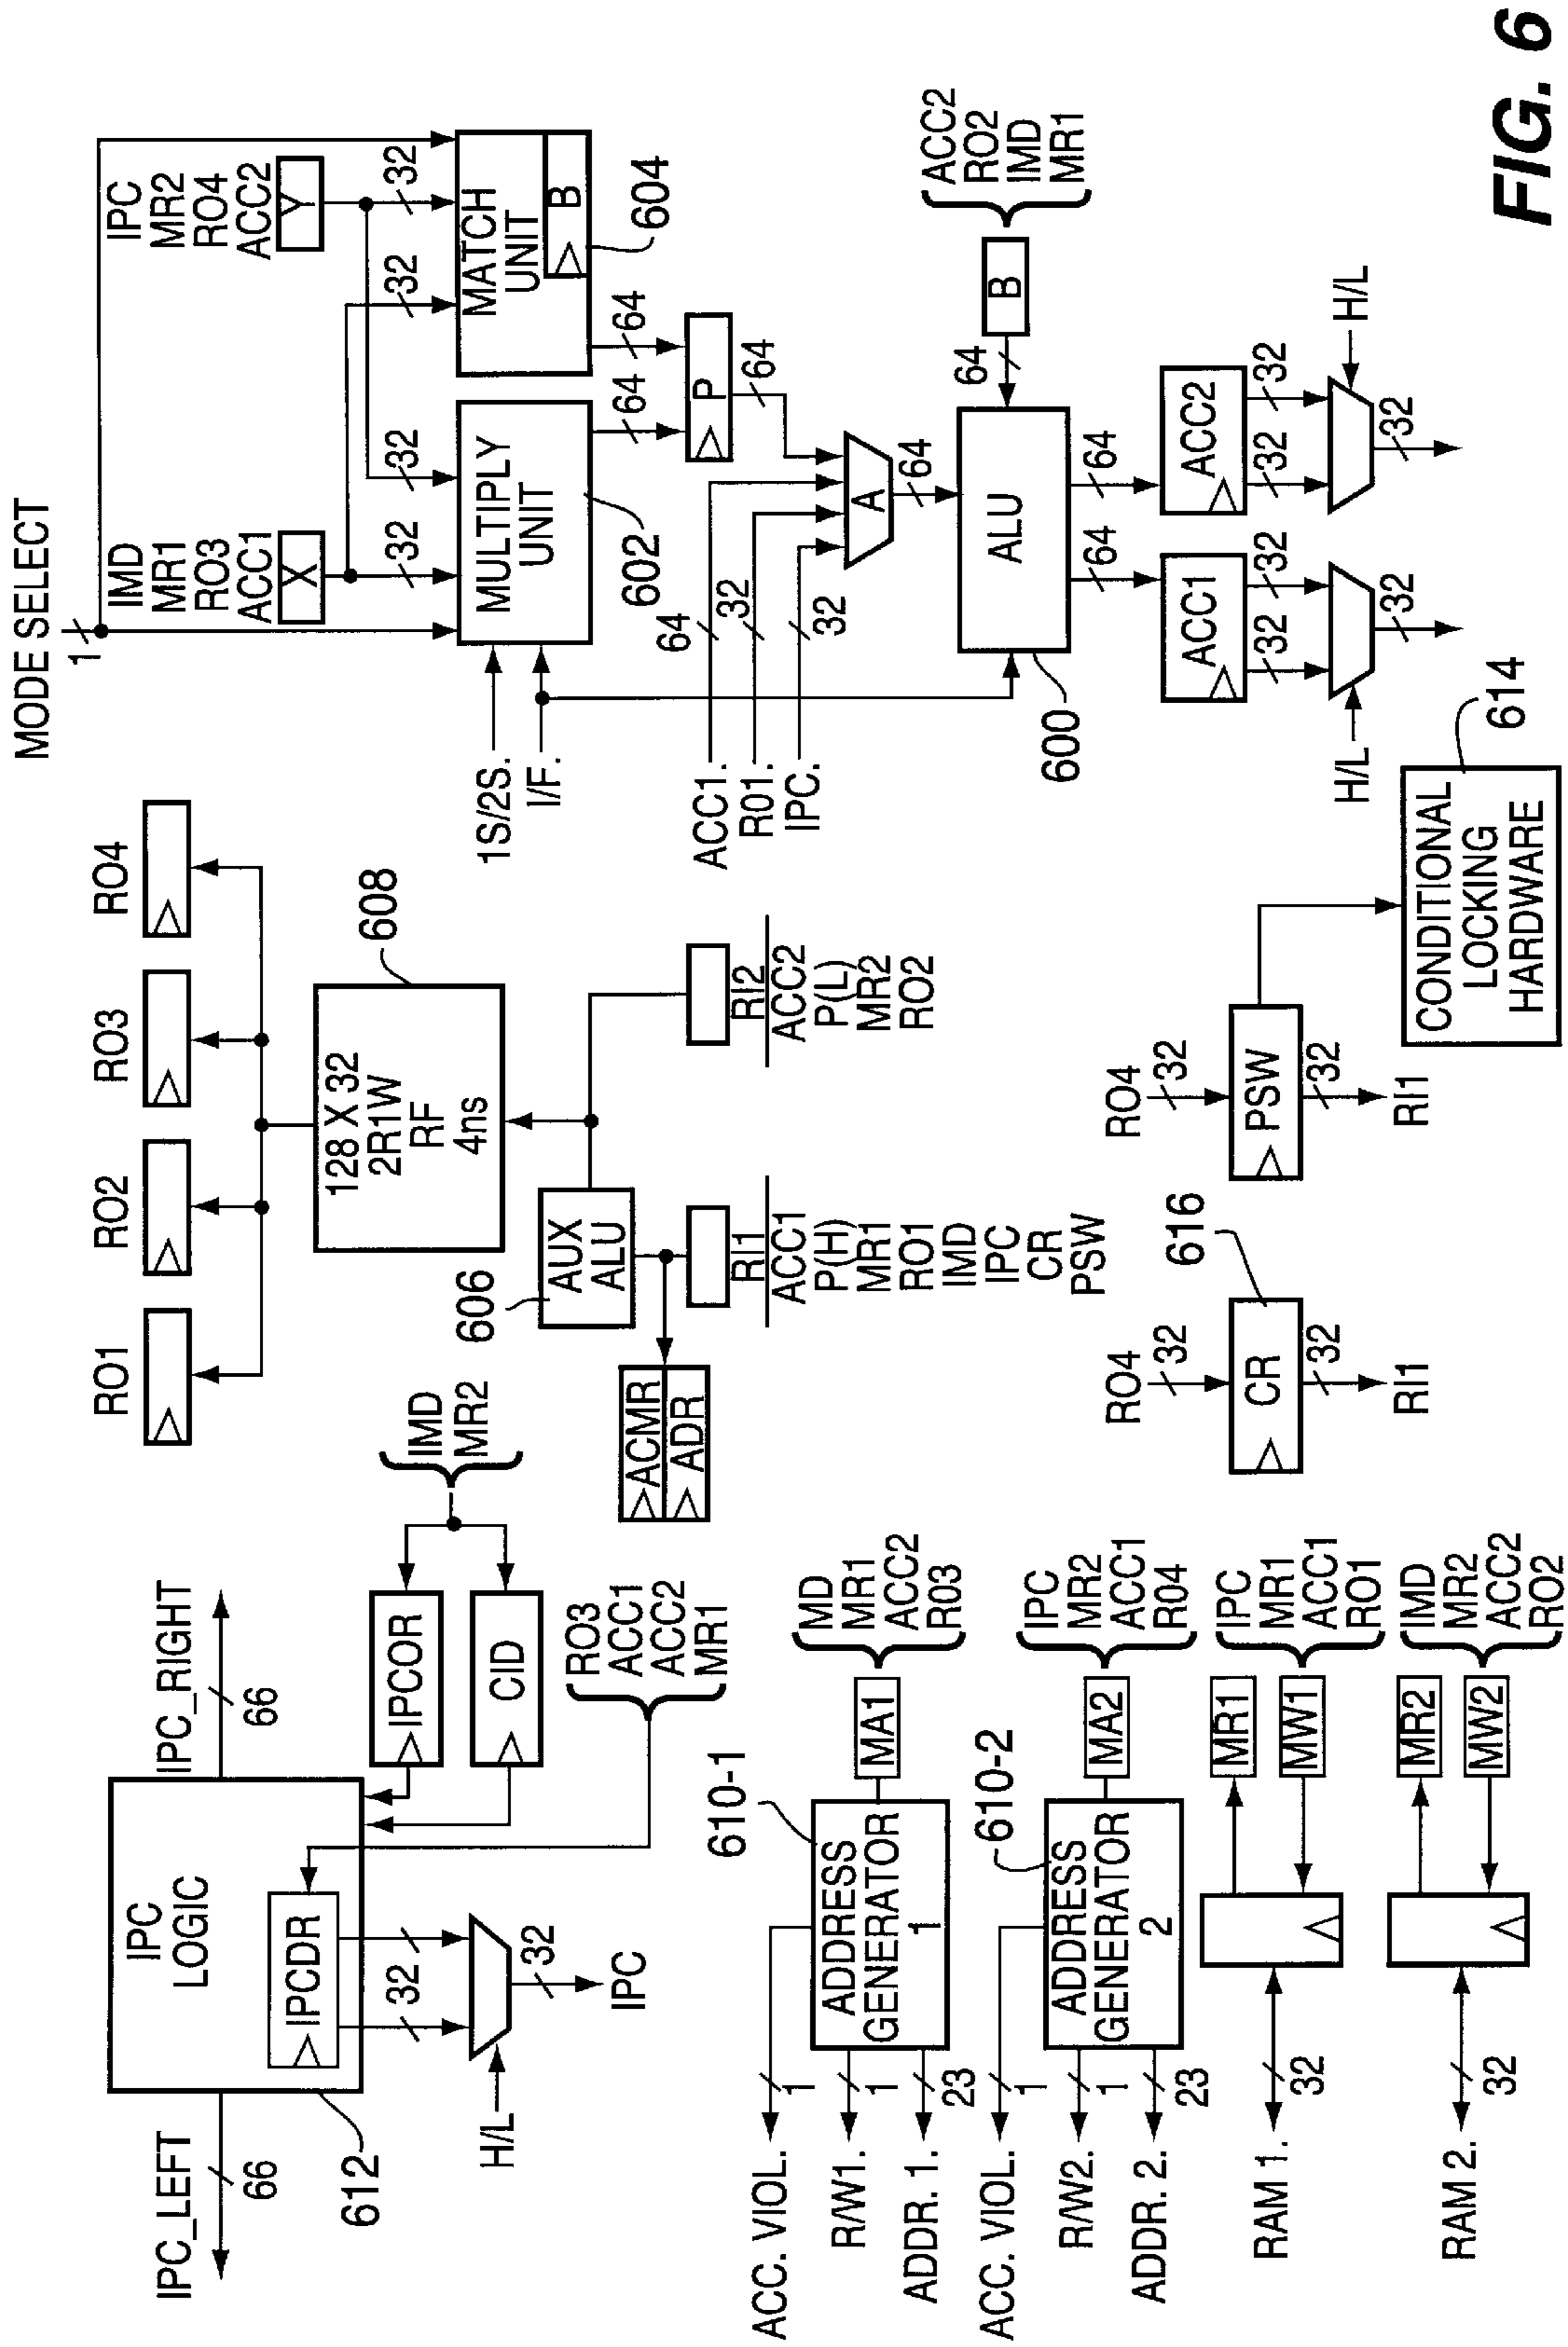 IPC_LEFT
66
612
IPC
LOGIC
IPCDR
32
32
H/L
32
IPC
IPC_RIGHT
66
IPCOR
CID
IMD
MR2
RO3
ACC1
ACC2
MR1
RO1
RO2
RO3
RO4
128 X 32
2R1W
RF
4ns
608
606
AUX
ALU
ACMR
ADR
RI1
ACC1
P(H)
MR1
RO1
IMD
IPC
CR
PSW
RI2
ACC2
P(L)
MR2
RO2
MODE SELECT
1
IMD
MR1
RO3
ACC1
X
IPC
MR2
RO4
ACC2
Y
32
32
32
32
1S/2S.
I/F.
MULTIPLY
UNIT
602
MATCH
UNIT
B
604
64
64
P
64
ACC1.
R01.
IPC.
64
32
32
A
64
ALU
600
64
B
ACC2
RO2
IMD
MR1
64
64
ACC1
ACC2
32
32
32
32
H/L
H/L
32
32
ACC. VIOL.
1
R/W1.
1
ADDR. 1.
23
ADDRESS
GENERATOR
1
610-1
MA1
MD
MR1
ACC2
R03
ACC. VIOL.
1
R/W2.
1
ADDR. 2.
23
ADDRESS
GENERATOR
2
610-2
MA2
IPC
MR2
ACC1
R04
RAM 1.
32
MR1
MW1
IPC
MR1
ACC1
RO1
RAM 2.
32
MR2
MW2
IMD
MR2
ACC2
RO2
RO4
32
CR
616
32
RI1
RO4
32
PSW
32
RI1
CONDITIONAL
LOCKING
HARDWARE
614
FIG. 6